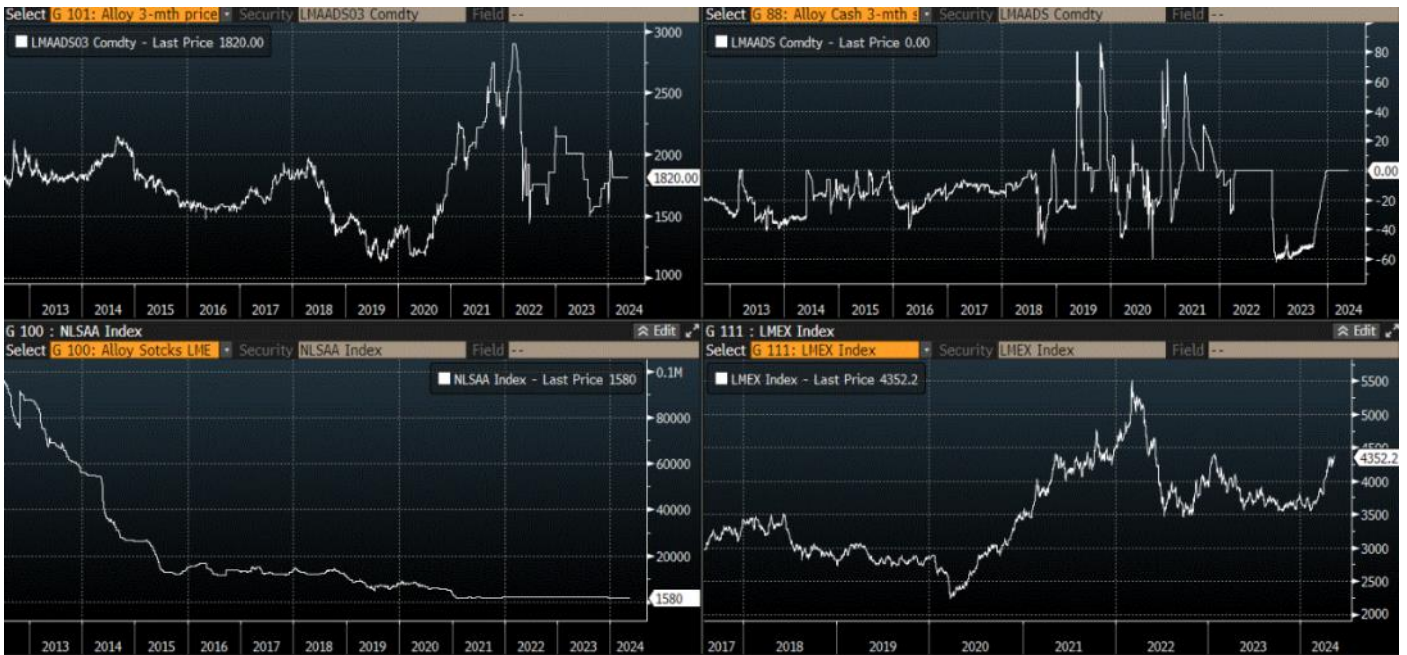 Select G 101: Alloy 3-mth price Security LMAADS03 Comdty Field --
LMAADS03 Comdty - Last Price 1820.00
3000
2500
2000
1820.00
1500
1000
2013 2014 2015 2016 2017 2018 2019 2020 2021 2022 2023 2024
Select G 88: Alloy Cash 3-mth s Security LMAADS Comdty Field --
LMAADS Comdty - Last Price 0.00
80
60
40
20
0.00
-20
-40
-60
2013 2014 2015 2016 2017 2018 2019 2020 2021 2022 2023 2024
G 100 : NLSAA Index Edit
Select G 100: Alloy Sotcks LME Security NLSAA Index Field --
NLSAA Index - Last Price 1580
0.1M
80000
60000
40000
20000
1580
2013 2014 2015 2016 2017 2018 2019 2020 2021 2022 2023 2024
G 111 : LMEX Index Edit
Select G 111: LMEX Index Security LMEX Index Field --
LMEX Index - Last Price 4352.2
5500
5000
4500
4352.2
4000
3500
3000
2500
2000
2017 2018 2019 2020 2021 2022 2023 2024